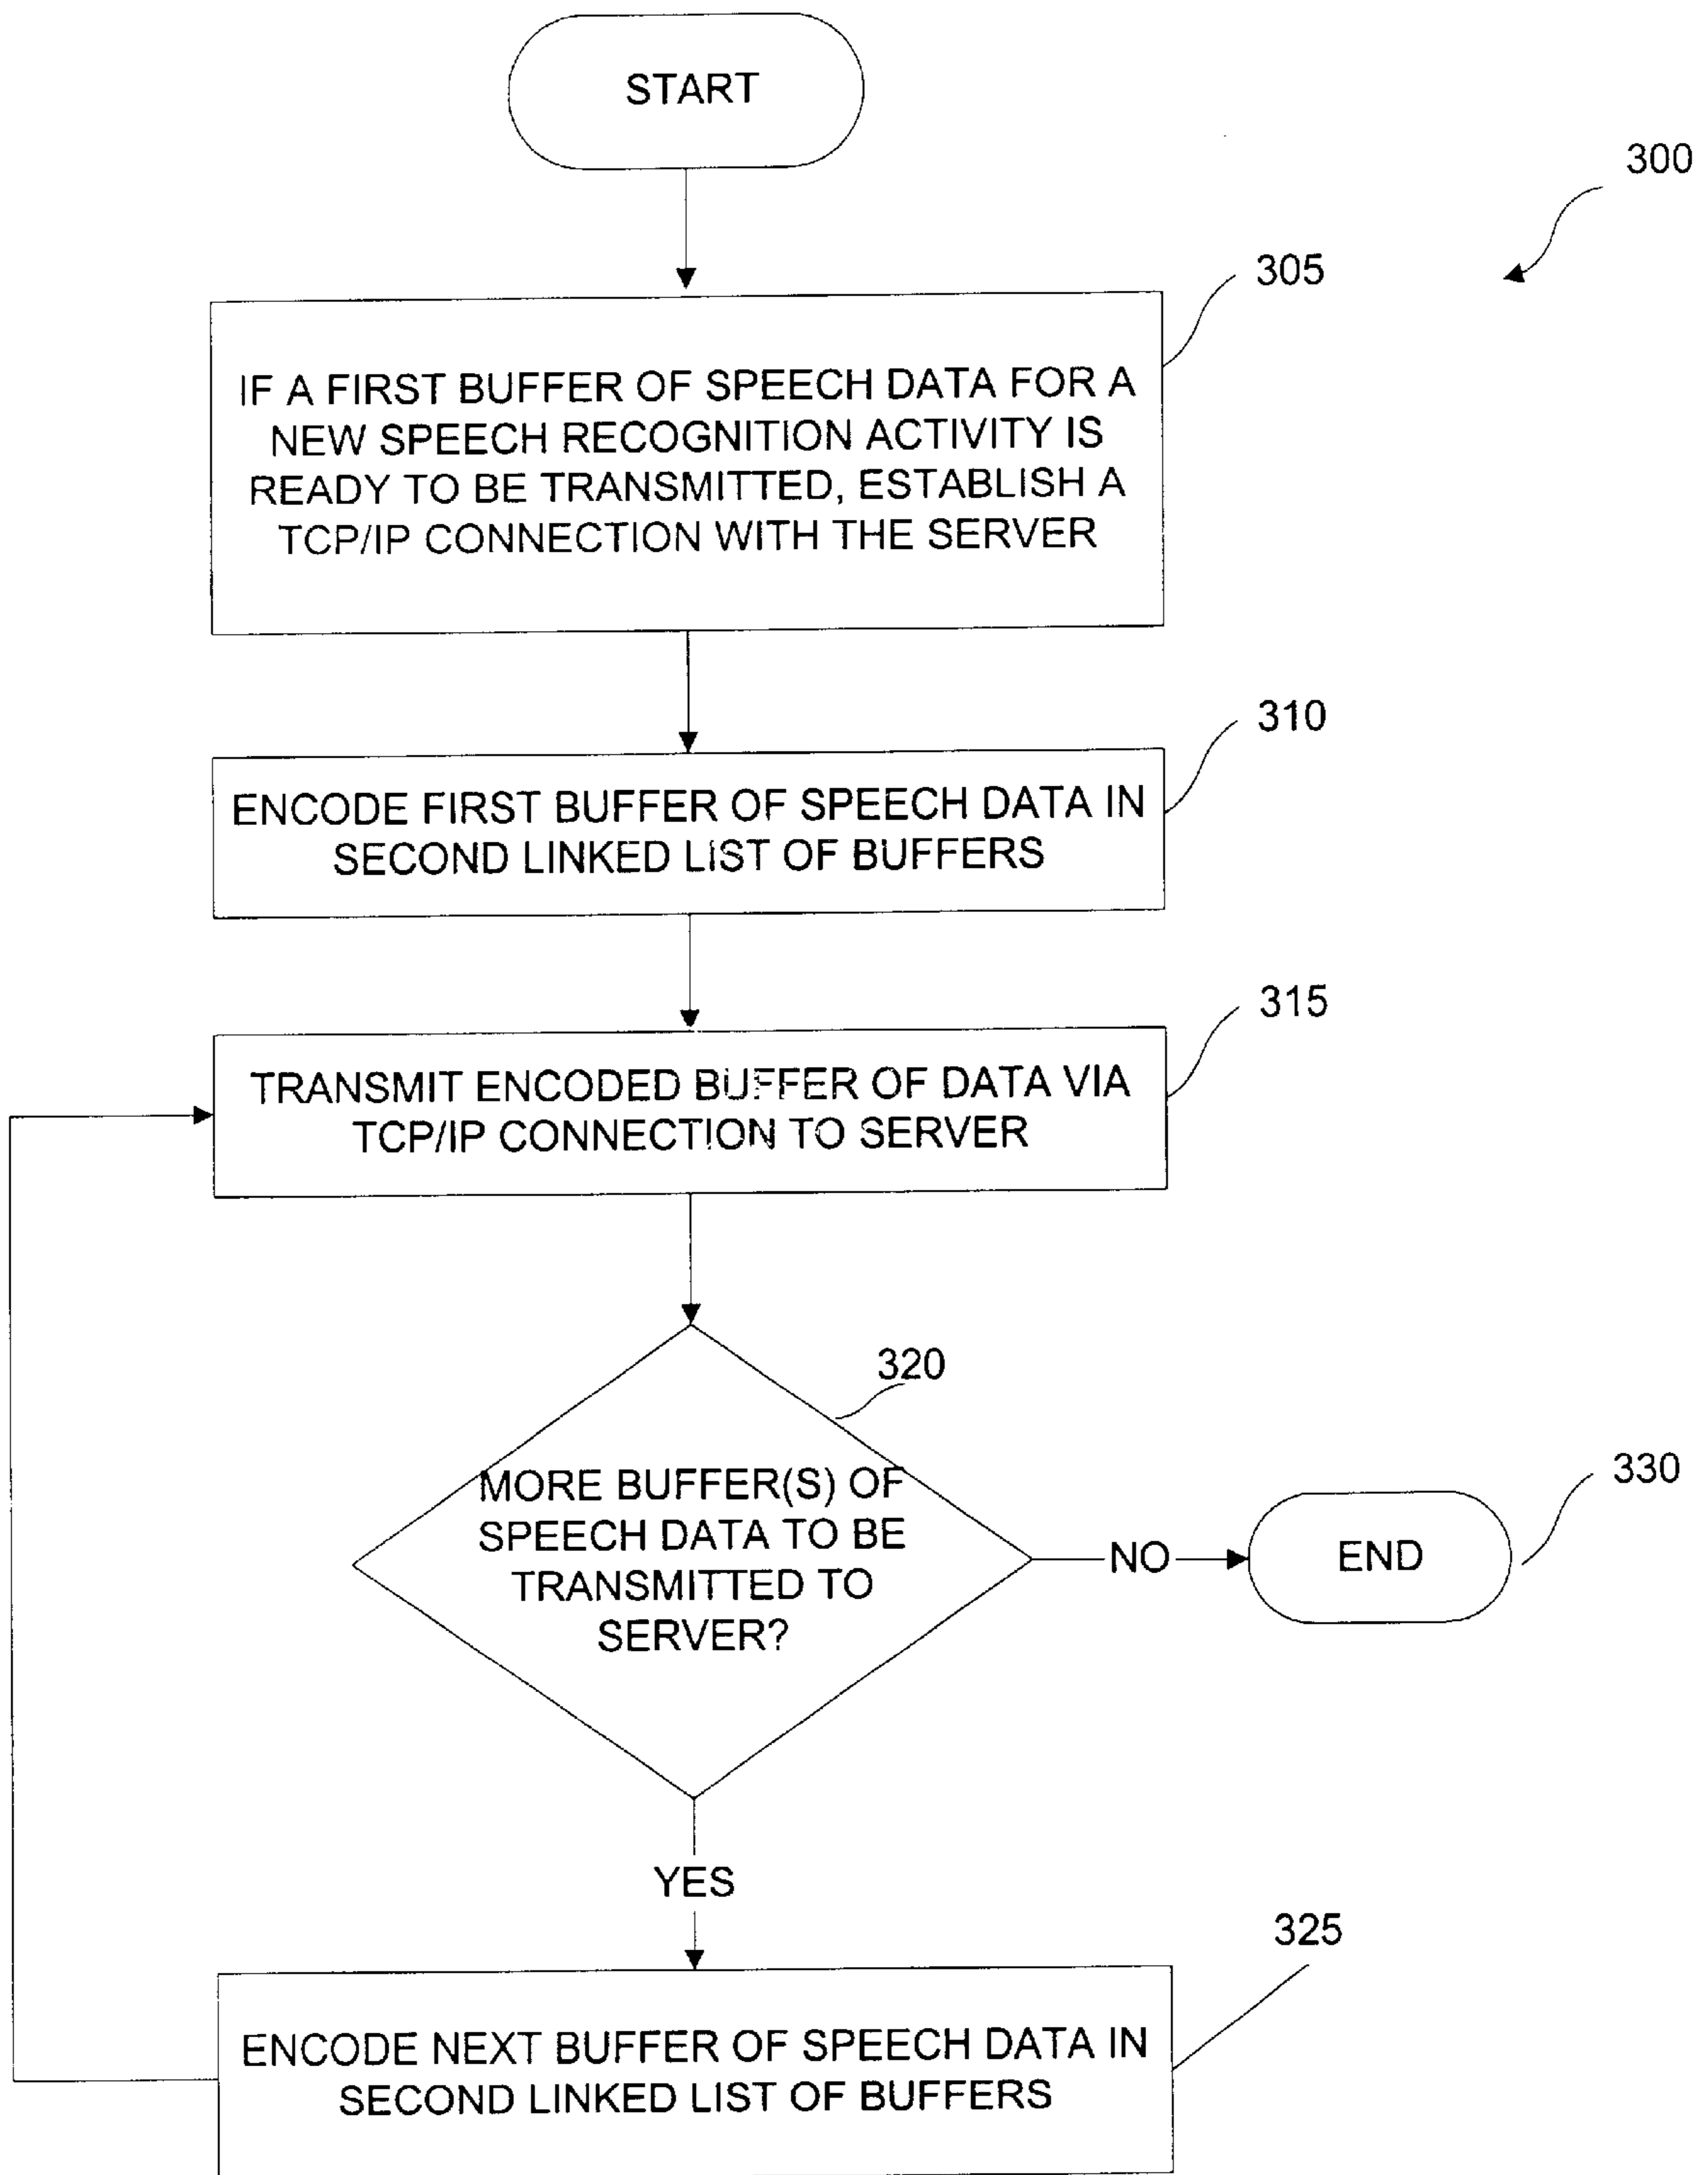 START
300
305
IF A FIRST BUFFER OF SPEECH DATA FOR A
NEW SPEECH RECOGNITION ACTIVITY IS
READY TO BE TRANSMITTED, ESTABLISH A
TCP/IP CONNECTION WITH THE SERVER
310
ENCODE FIRST BUFFER OF SPEECH DATA IN
SECOND LINKED LIST OF BUFFERS
315
TRANSMIT ENCODED BUFFER OF DATA VIA
TCP/IP CONNECTION TO SERVER
320
MORE BUFFER(S) OF
SPEECH DATA TO BE
TRANSMITTED TO
SERVER?
NO
END
330
YES
325
ENCODE NEXT BUFFER OF SPEECH DATA IN
SECOND LINKED LIST OF BUFFERS